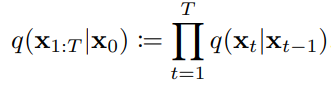 q(x_{1:T}|x_0) := ∏_{t=1}^{T} q(x_t|x_{t−1})